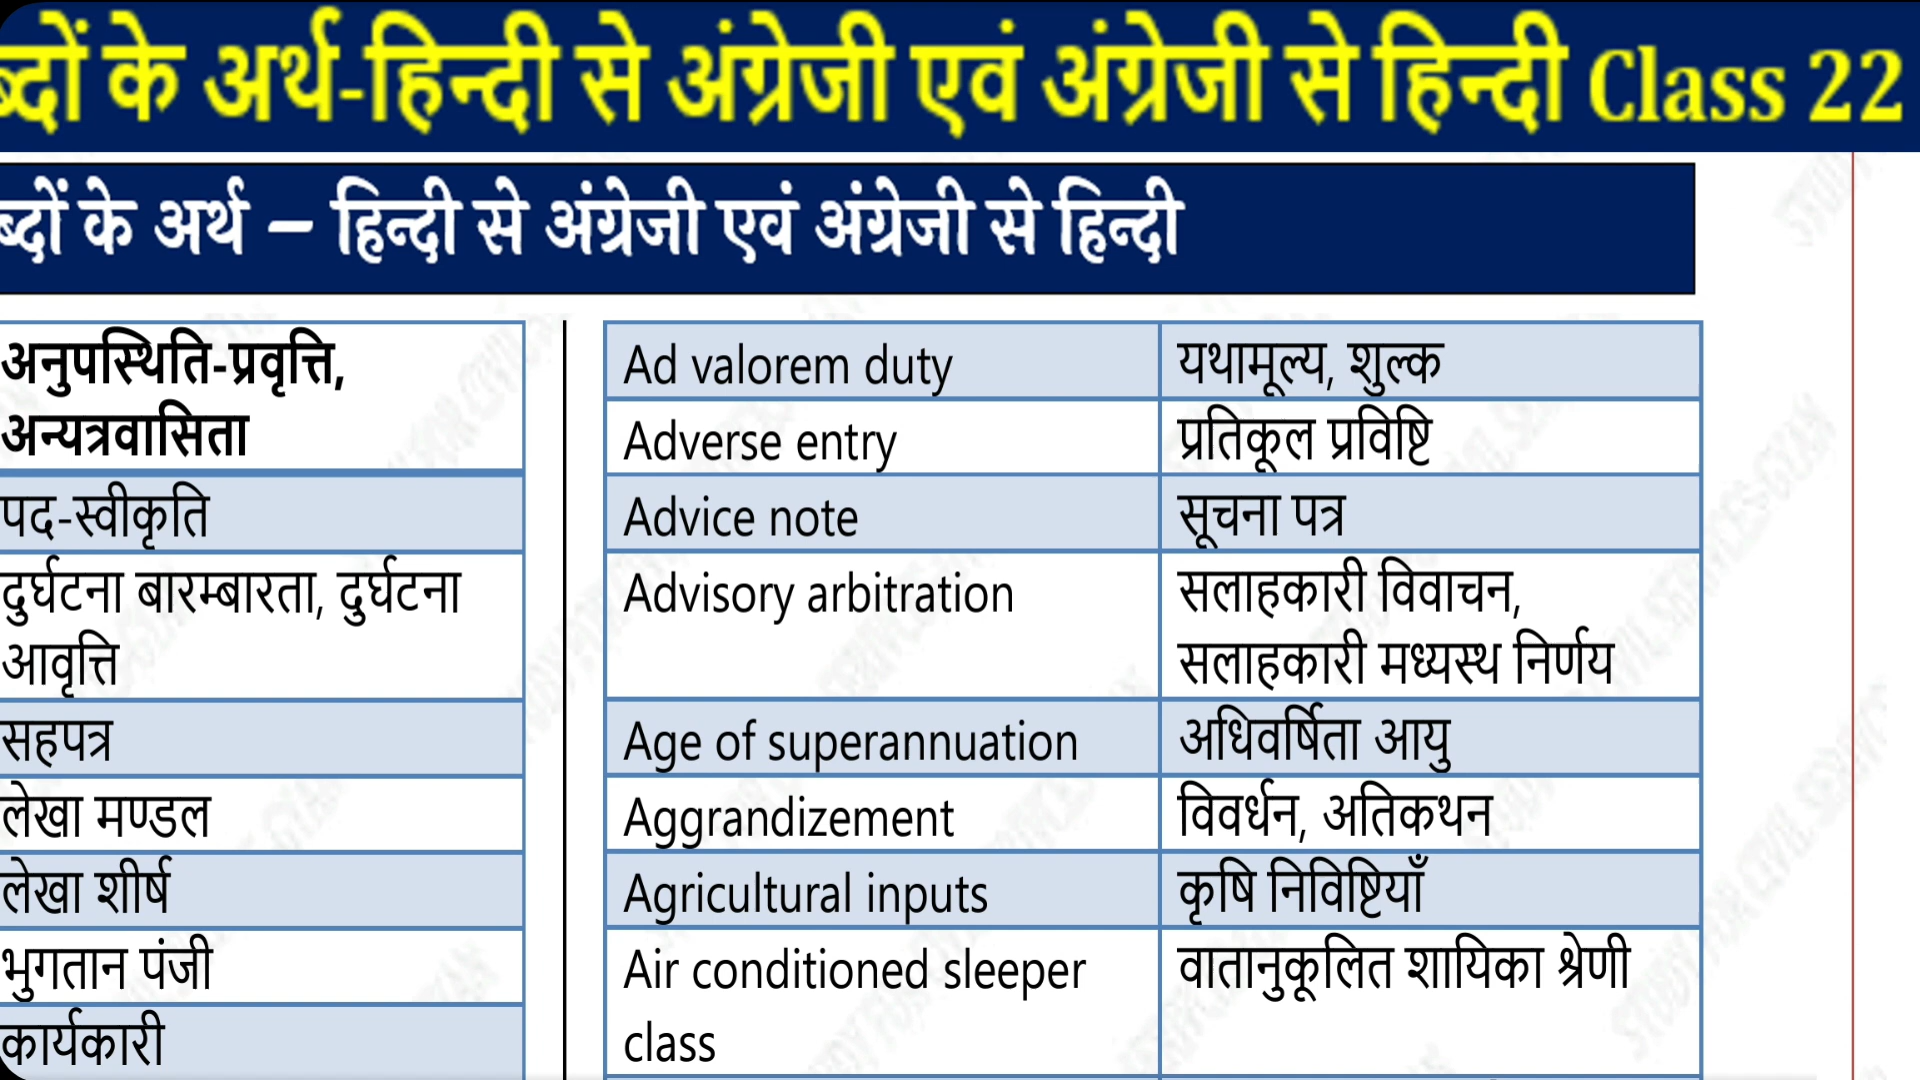 ब्दों के अर्थ-हिन्दी से अंग्रेजी एवं अंग्रेजी से हिन्दी Class 22
ब्दों के अर्थ – हिन्दी से अंग्रेजी एवं अंग्रेजी से हिन्दी
अनुपस्थिति-प्रवृत्ति,
अन्यत्रवासिता
पद-स्वीकृति
दुर्घटना बारम्बारता, दुर्घटना
आवृत्ति
सहपत्र
लेखा मण्डल
लेखा शीर्ष
भुगतान पंजी
कार्यकारी
Ad valorem duty यथामूल्य, शुल्क
Adverse entry प्रतिकूल प्रविष्टि
Advice note सूचना पत्र
Advisory arbitration सलाहकारी विवाचन,
सलाहकारी मध्यस्थ निर्णय
Age of superannuation अधिवर्षिता आयु
Aggrandizement विवर्धन, अतिकथन
Agricultural inputs कृषि निविष्टियाँ
Air conditioned sleeper वातानुकूलित शायिका श्रेणी
class